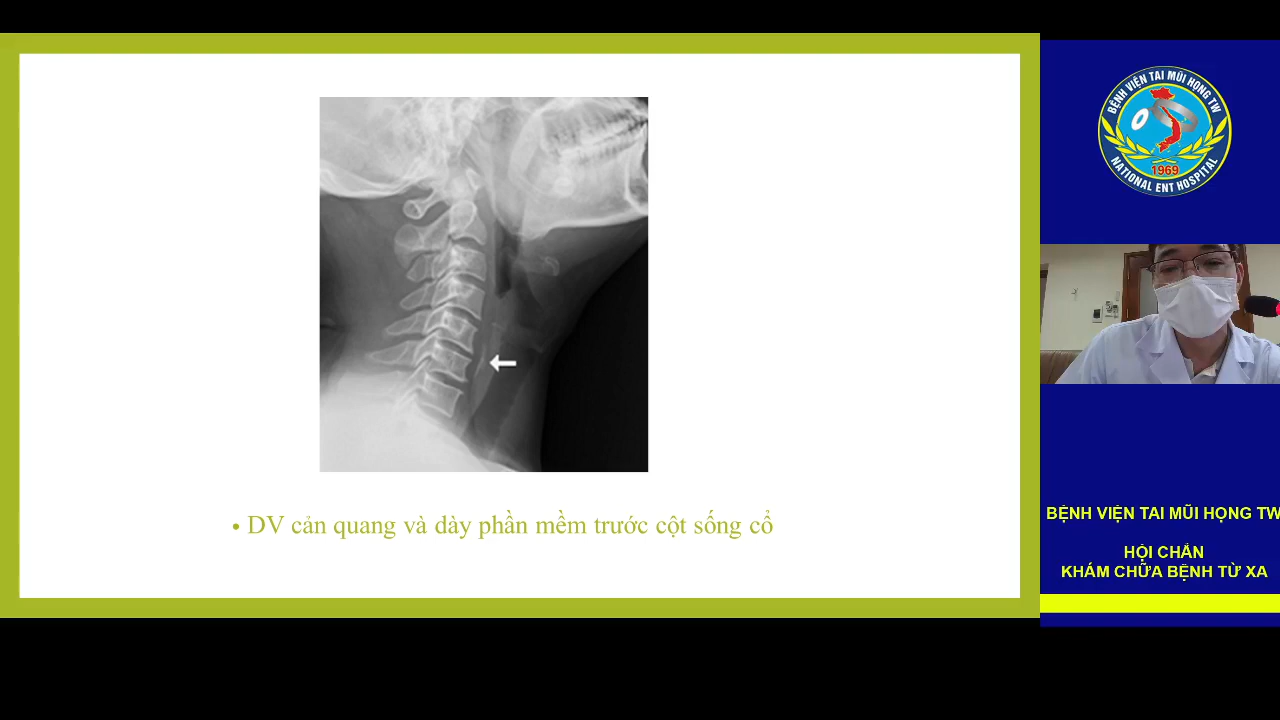 • DV cản quang và dày phần mềm trước cột sống cổ
BỆNH VIỆN TAI MŨI HỌNG TW
1969
NATIONAL ENT HOSPITAL
BỆNH VIỆN TAI MŨI HỌNG TW
HỘI CHẨN
KHÁM CHỮA BỆNH TỪ XA